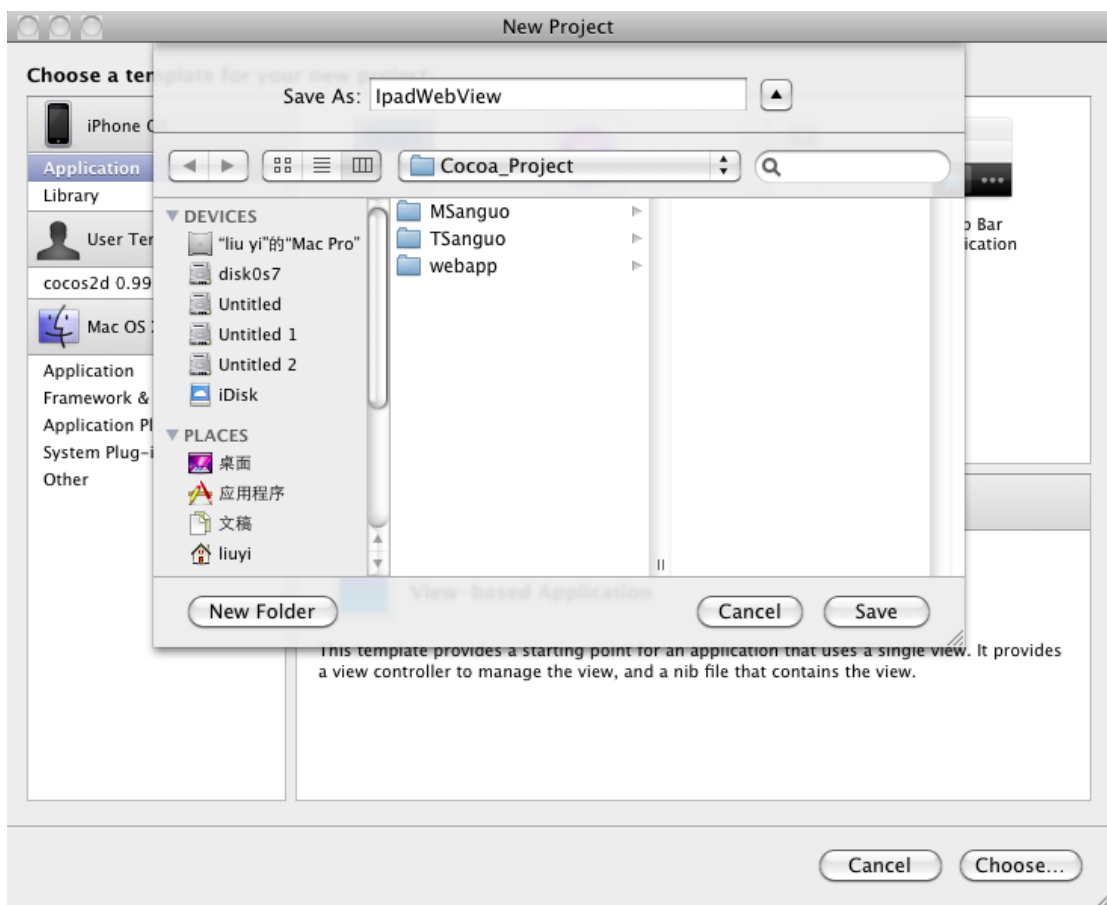 New Project
Choose a template for your new project:
Save As: IpadWebView
iPhone O
Application
Library
User Ter
cocos2d 0.99
Mac OS
Application
Framework &
Application Pl
System Plug-i
Other
Cocoa_Project
DEVICES
“liu yi”的“Mac Pro”
disk0s7
Untitled
Untitled 1
Untitled 2
iDisk
PLACES
桌面
应用程序
文稿
liuyi
MSanguo
TSanguo
webapp
Bar
ication
New Folder
Cancel
Save
View-based Application
This template provides a starting point for an application that uses a single view. It provides
a view controller to manage the view, and a nib file that contains the view.
Cancel
Choose...